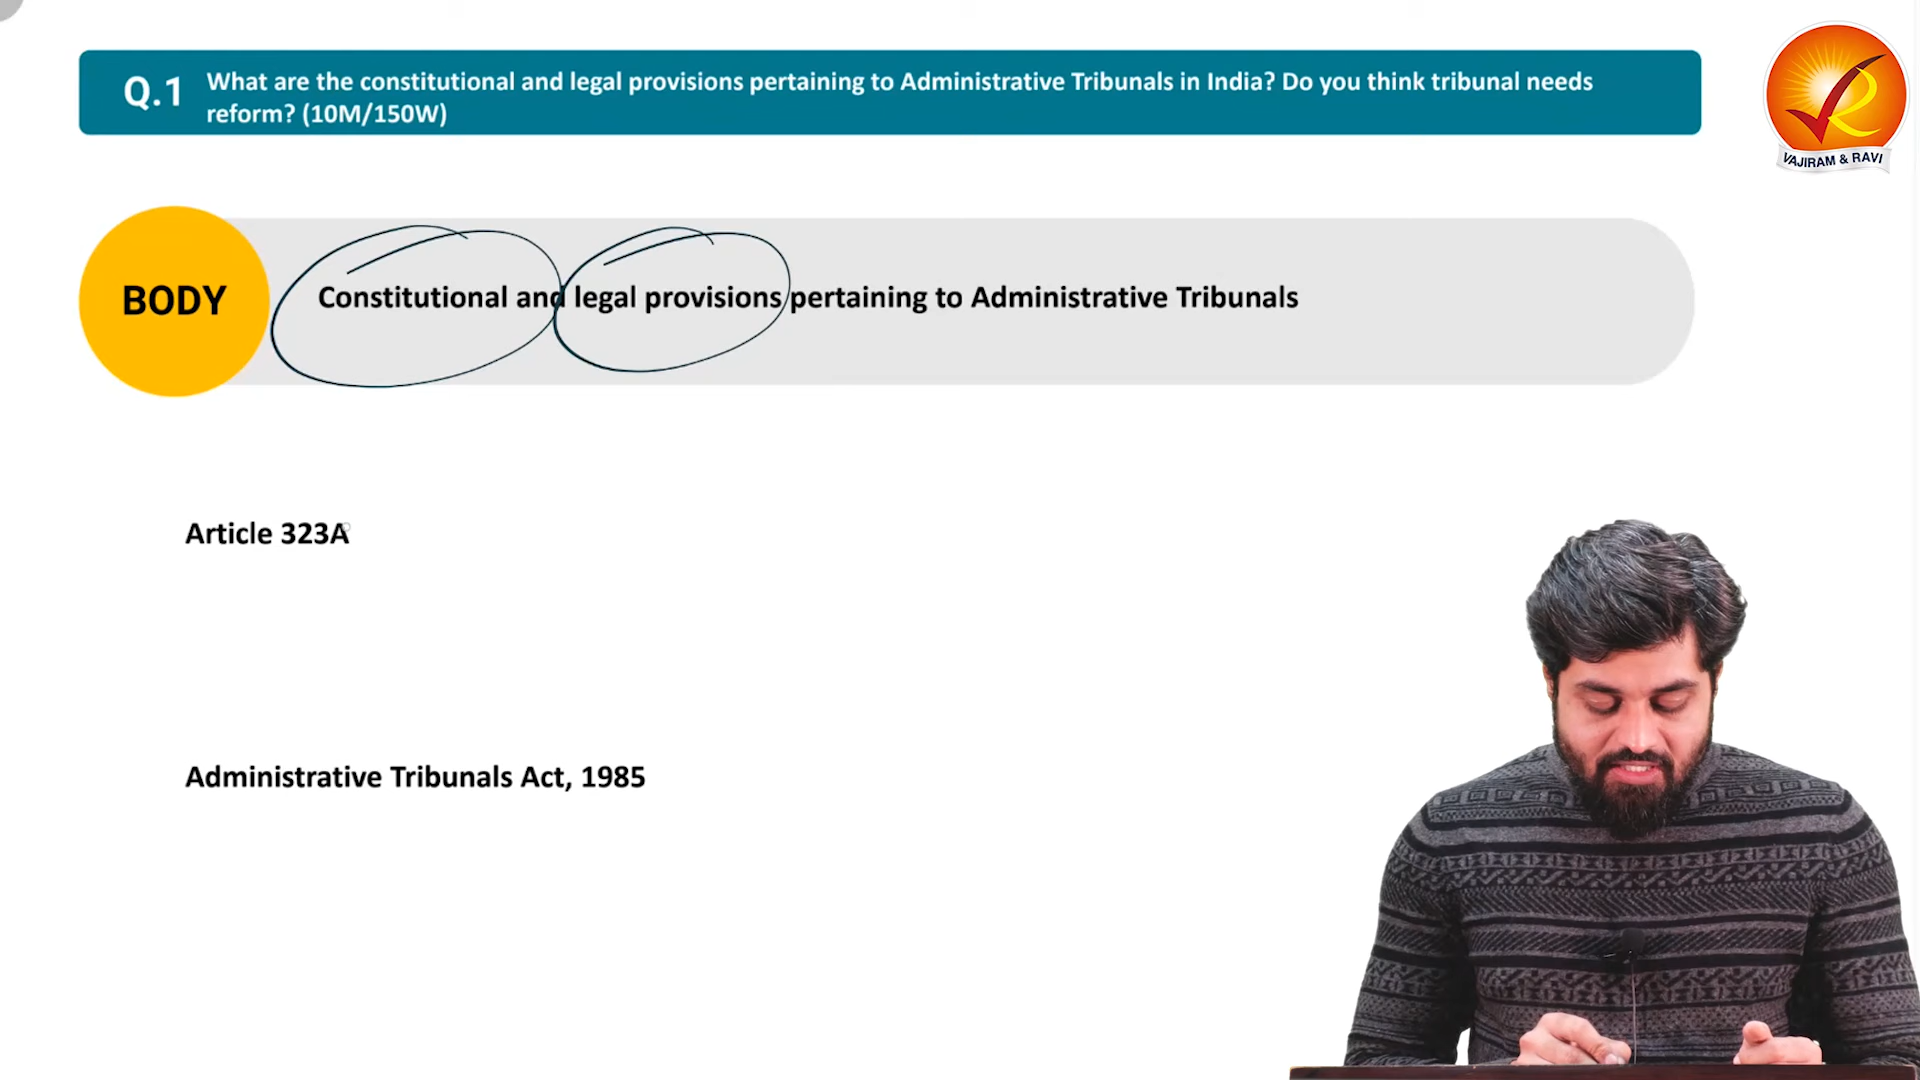 Q.1 What are the constitutional and legal provisions pertaining to Administrative Tribunals in India? Do you think tribunal needs
reform? (10M/150W)
VAJIRAM & RAVI
BODY
Constitutional and legal provisions pertaining to Administrative Tribunals
Article 323A
Administrative Tribunals Act, 1985